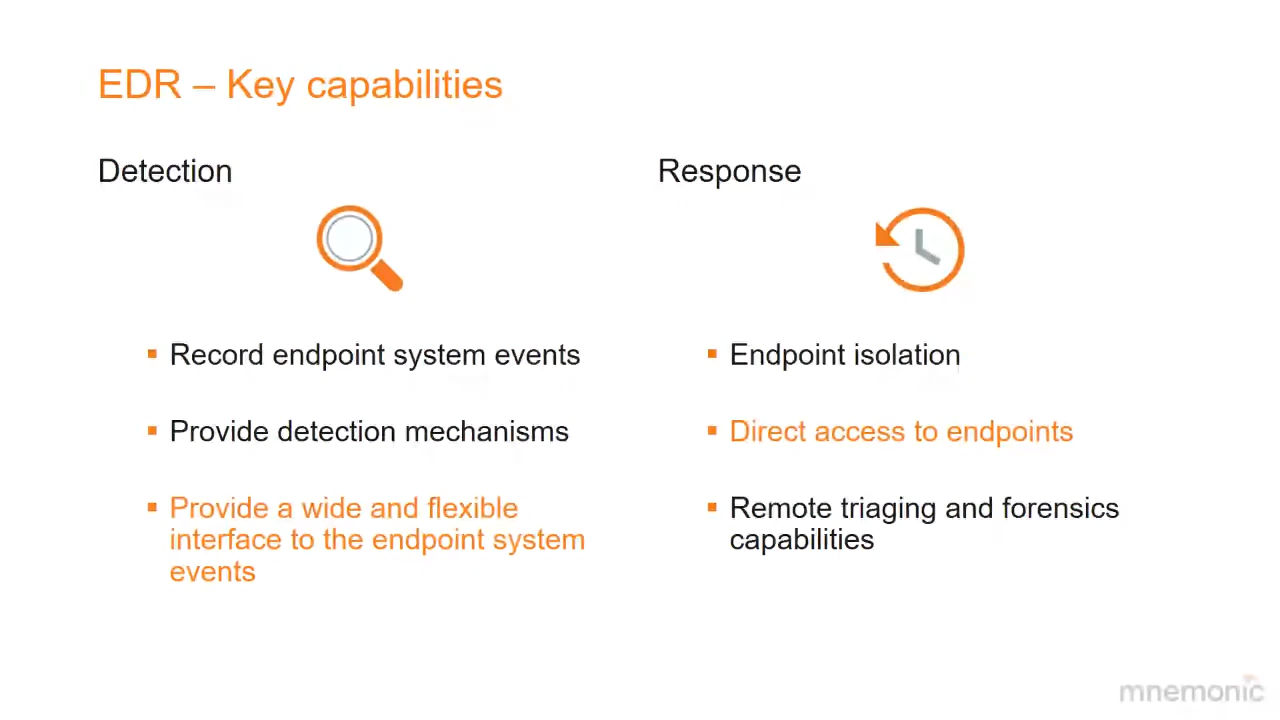 EDR – Key capabilities
Detection
Record endpoint system events
Provide detection mechanisms
Provide a wide and flexible
interface to the endpoint system
events
Response
Endpoint isolation
Direct access to endpoints
Remote triaging and forensics
capabilities
mnemonic